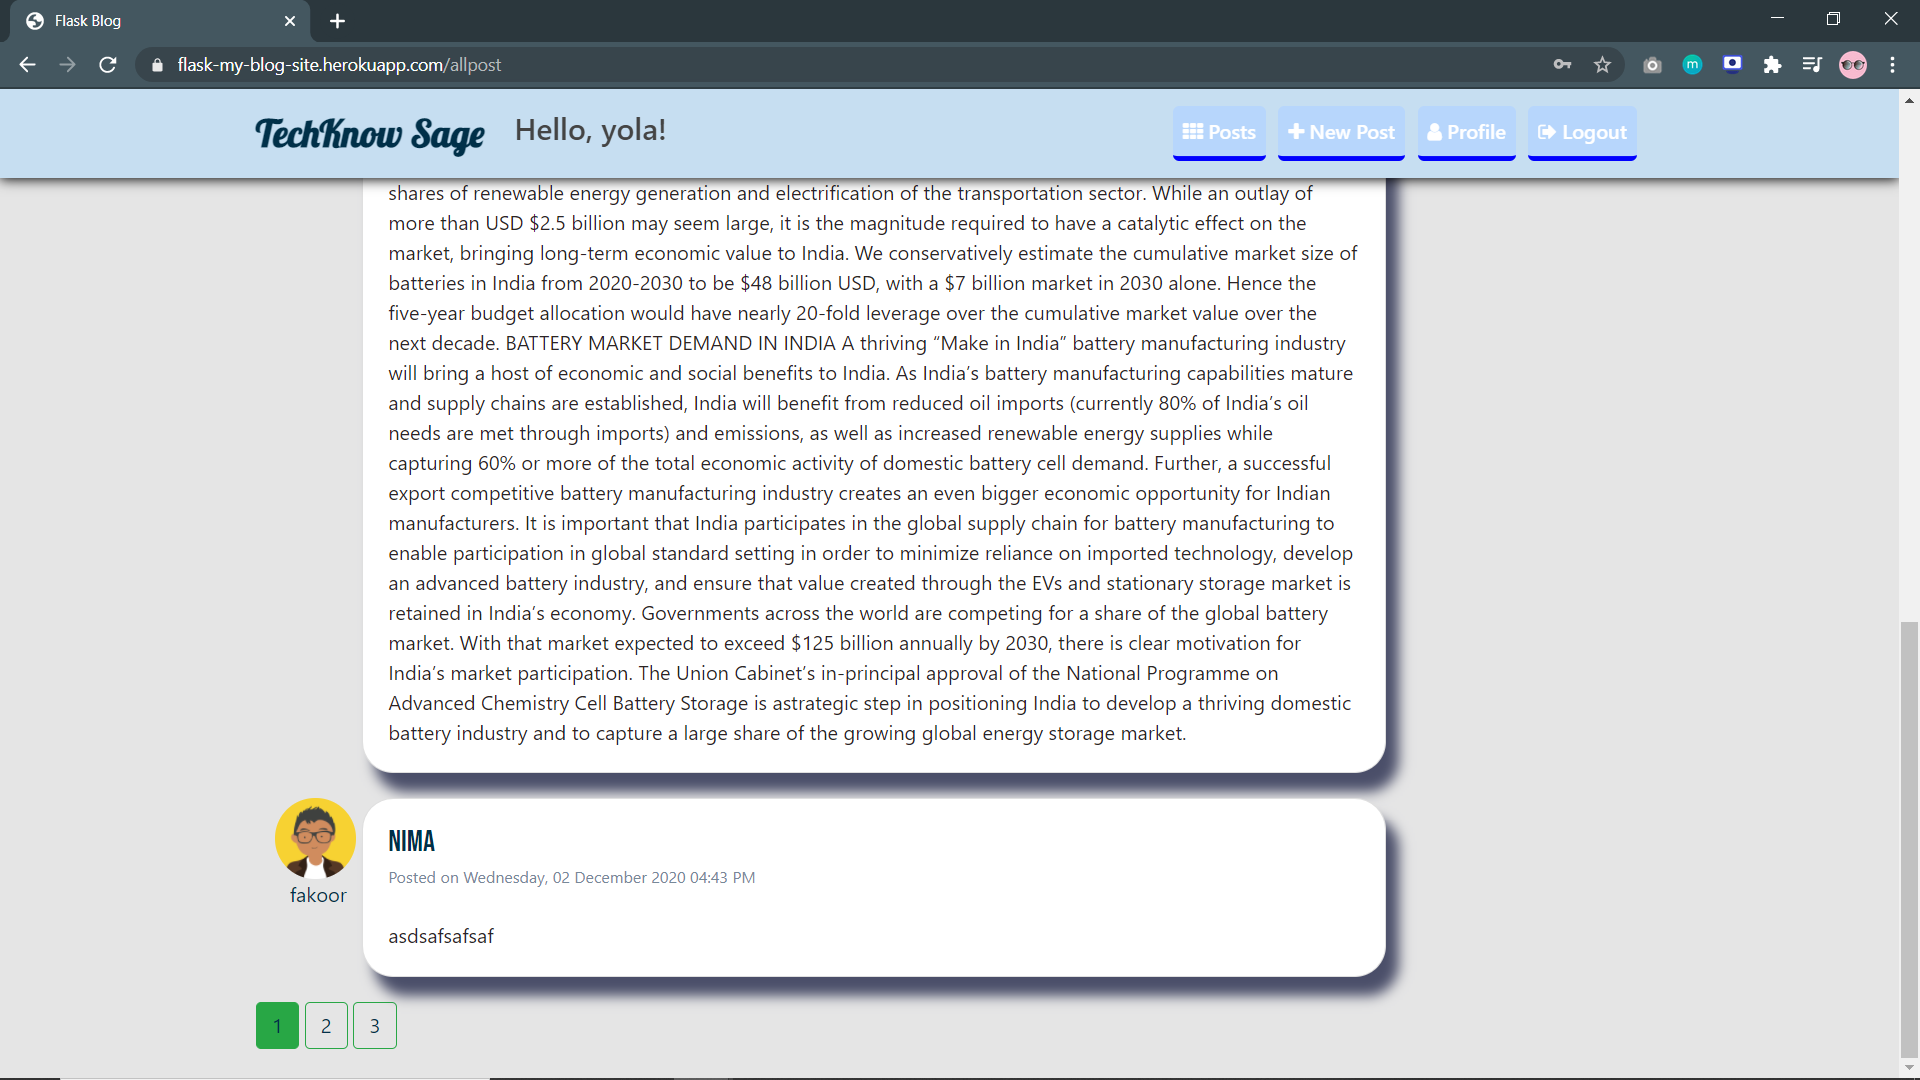 Flask Blog
flask-my-blog-site.herokuapp.com/allpost
m
TechKnow Sage
Hello, yola!
Posts
New Post
Profile
Logout
shares of renewable energy generation and electrification of the transportation sector. While an outlay of
more than USD $2.5 billion may seem large, it is the magnitude required to have a catalytic effect on the
market, bringing long-term economic value to India. We conservatively estimate the cumulative market size of
batteries in India from 2020-2030 to be $48 billion USD, with a $7 billion market in 2030 alone. Hence the
five-year budget allocation would have nearly 20-fold leverage over the cumulative market value over the
next decade. BATTERY MARKET DEMAND IN INDIA A thriving “Make in India” battery manufacturing industry
will bring a host of economic and social benefits to India. As India’s battery manufacturing capabilities mature
and supply chains are established, India will benefit from reduced oil imports (currently 80% of India’s oil
needs are met through imports) and emissions, as well as increased renewable energy supplies while
capturing 60% or more of the total economic activity of domestic battery cell demand. Further, a successful
export competitive battery manufacturing industry creates an even bigger economic opportunity for Indian
manufacturers. It is important that India participates in the global supply chain for battery manufacturing to
enable participation in global standard setting in order to minimize reliance on imported technology, develop
an advanced battery industry, and ensure that value created through the EVs and stationary storage market is
retained in India’s economy. Governments across the world are competing for a share of the global battery
market. With that market expected to exceed $125 billion annually by 2030, there is clear motivation for
India’s market participation. The Union Cabinet’s in-principal approval of the National Programme on
Advanced Chemistry Cell Battery Storage is astrategic step in positioning India to develop a thriving domestic
battery industry and to capture a large share of the growing global energy storage market.
fakoor
NIMA
Posted on Wednesday, 02 December 2020 04:43 PM
asdsafsafsaf
1 2 3